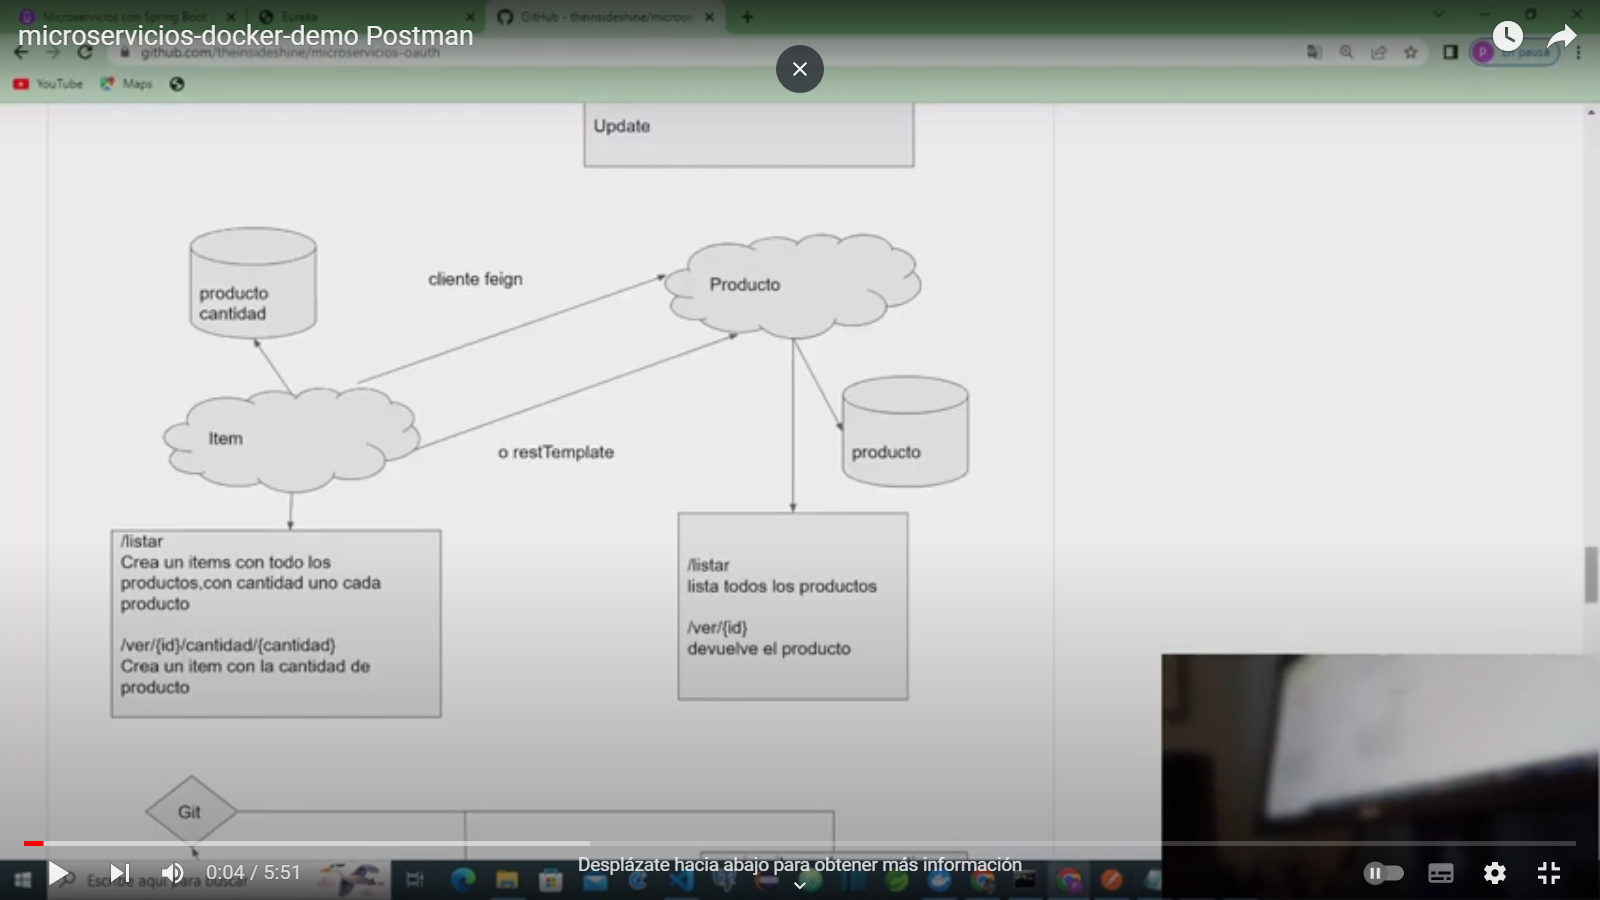 Microservicios con Spring Boot
Eureka
GitHub - theinsideshine/micros
microservicios-docker-demo Postman
github.com/theinsideshine/microservicios-oauth
En pausa
YouTube
Maps
Update
producto
cantidad
cliente feign
Producto
Item
o restTemplate
producto
/listar
Crea un items con todo los
productos,con cantidad uno cada
producto
/ver/{id}/cantidad/{cantidad}
Crea un item con la cantidad de
producto
/listar
lista todos los productos
/ver/{id}
devuelve el producto
Git
0:04 / 5:51
Desplázate hacia abajo para obtener más información
Escribe aquí para buscar